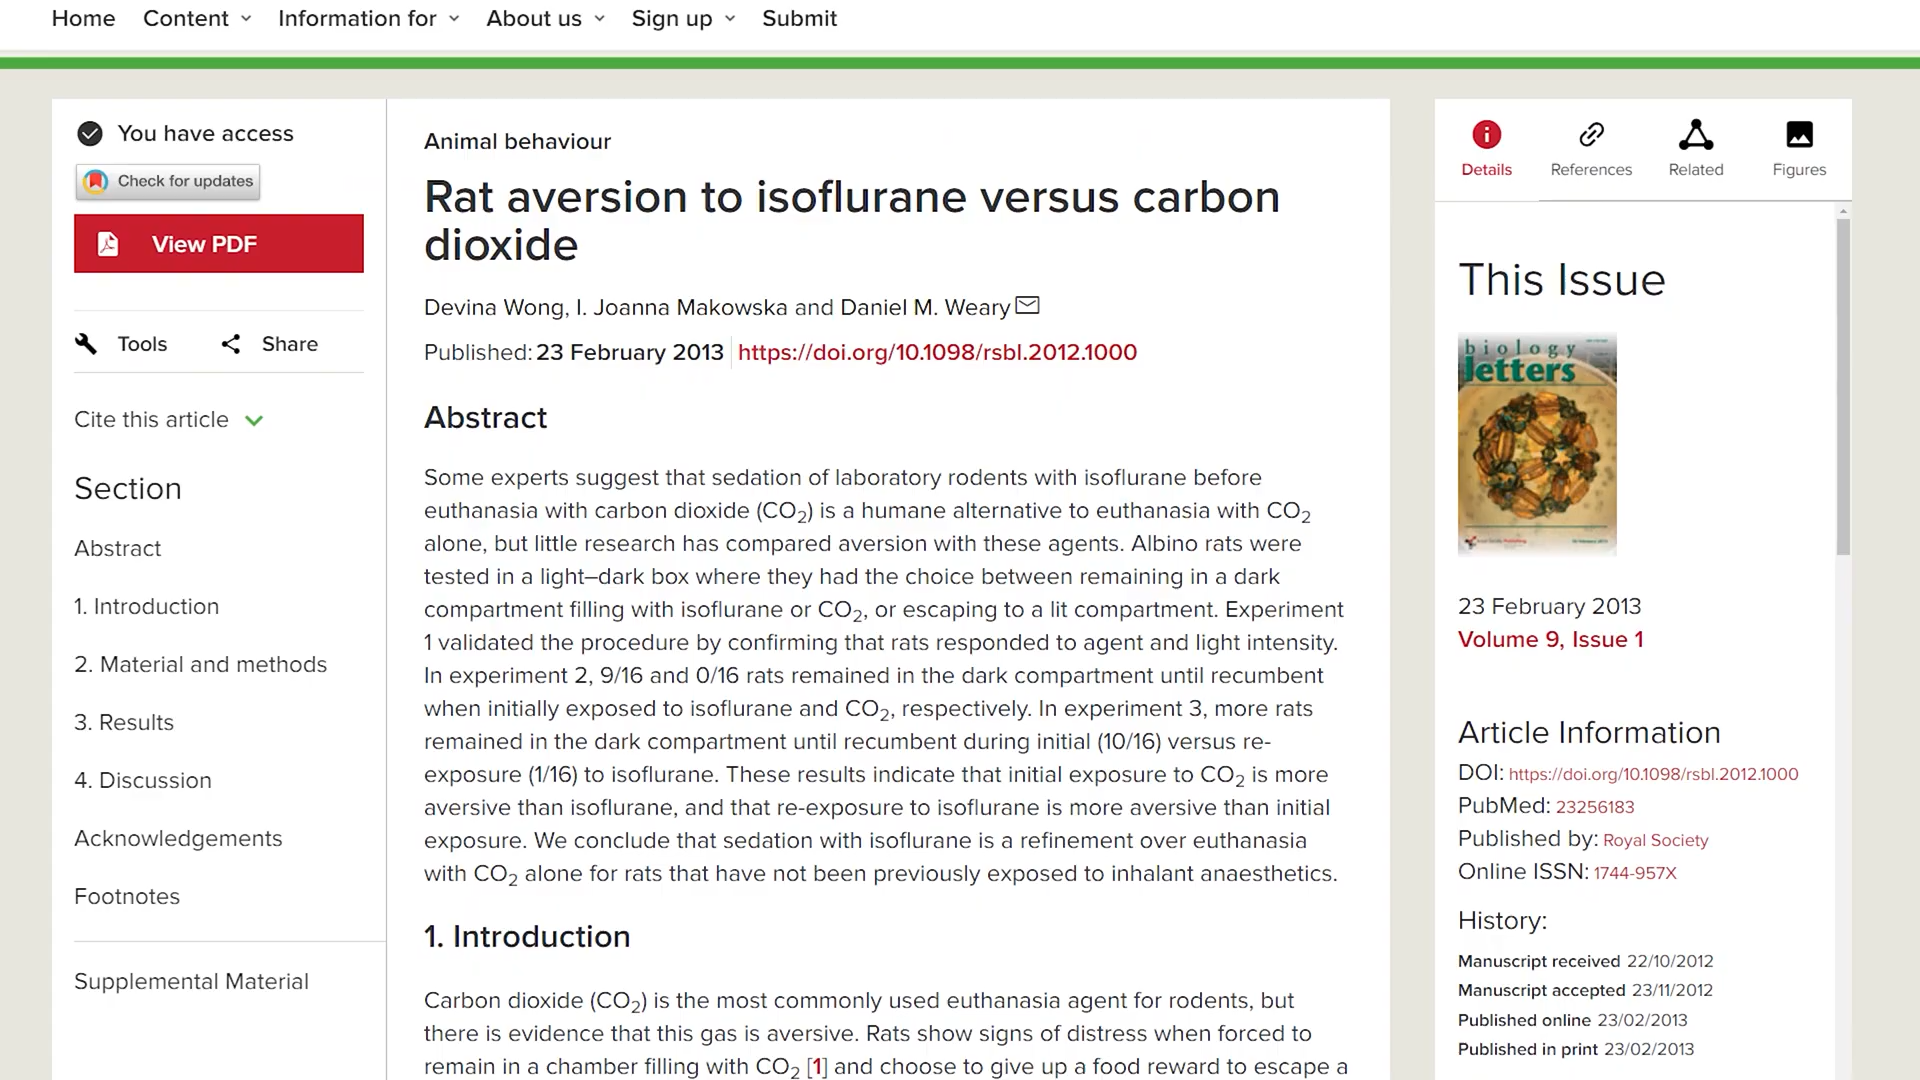 Home Content Information for About us Sign up Submit
You have access
Check for updates
View PDF
Tools Share
Cite this article
Section
Abstract
1. Introduction
2. Material and methods
3. Results
4. Discussion
Acknowledgements
Footnotes
Supplemental Material
Animal behaviour
Rat aversion to isoflurane versus carbon
dioxide
Devina Wong, I. Joanna Makowska and Daniel M. Weary
Published: 23 February 2013 https://doi.org/10.1098/rsbl.2012.1000
Abstract
Some experts suggest that sedation of laboratory rodents with isoflurane before
euthanasia with carbon dioxide (CO2) is a humane alternative to euthanasia with CO2
alone, but little research has compared aversion with these agents. Albino rats were
tested in a light–dark box where they had the choice between remaining in a dark
compartment filling with isoflurane or CO2, or escaping to a lit compartment. Experiment
1 validated the procedure by confirming that rats responded to agent and light intensity.
In experiment 2, 9/16 and 0/16 rats remained in the dark compartment until recumbent
when initially exposed to isoflurane and CO2, respectively. In experiment 3, more rats
remained in the dark compartment until recumbent during initial (10/16) versus re-
exposure (1/16) to isoflurane. These results indicate that initial exposure to CO2 is more
aversive than isoflurane, and that re-exposure to isoflurane is more aversive than initial
exposure. We conclude that sedation with isoflurane is a refinement over euthanasia
with CO2 alone for rats that have not been previously exposed to inhalant anaesthetics.
1. Introduction
Carbon dioxide (CO2) is the most commonly used euthanasia agent for rodents, but
there is evidence that this gas is aversive. Rats show signs of distress when forced to
remain in a chamber filling with CO2 [1] and choose to give up a food reward to escape a
Details References Related Figures
This Issue
biology
letters
23 February 2013
Volume 9, Issue 1
Article Information
DOI: https://doi.org/10.1098/rsbl.2012.1000
PubMed: 23256183
Published by: Royal Society
Online ISSN: 1744-957X
History:
Manuscript received 22/10/2012
Manuscript accepted 23/11/2012
Published online 23/02/2013
Published in print 23/02/2013